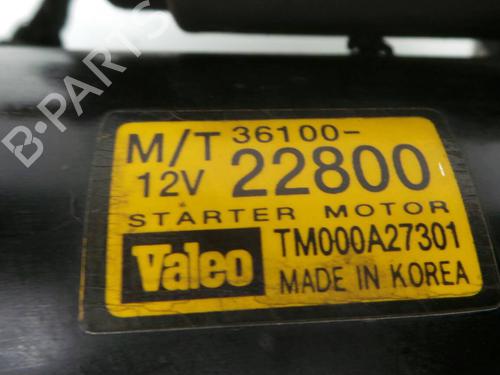 B-PARTS
M/T 36100-
12V 22800
STARTER MOTOR
Valeo TM000A27301
MADE IN KOREA